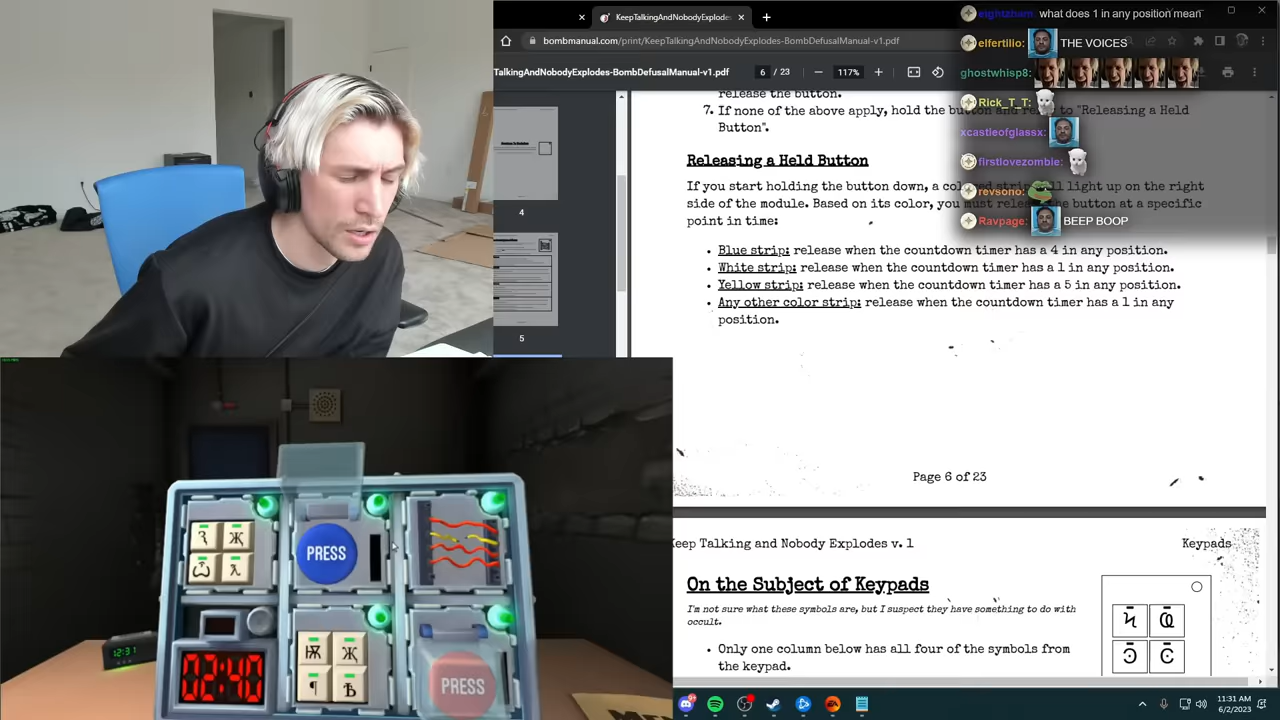 KeepTalkingAndNobodyExplodes
bombmanual.com/print/KeepTalkingAndNobodyExplodes-BombDefusalManual-v1.pdf
TalkingAndNobodyExplodes-BombDefusalManual-v1.pdf
6 / 23
117%
eightzham: what does 1 in any position mean
elfertilio: THE VOICES
ghostwhisp8:
Rick_T_T:
xcastleofglassx:
firstlovezombie:
revsono:
Ravpage: BEEP BOOP
4
5
release the button.
7. If none of the above apply, hold the button and refer to "Releasing a Held
Button".
Releasing a Held Button
If you start holding the button down, a colored strip will light up on the right
side of the module. Based on its color, you must release the button at a specific
point in time:
• Blue strip: release when the countdown timer has a 4 in any position.
• White strip: release when the countdown timer has a 1 in any position.
• Yellow strip: release when the countdown timer has a 5 in any position.
• Any other color strip: release when the countdown timer has a 1 in any
position.
Page 6 of 23
Keep Talking and Nobody Explodes v. 1
Keypads
On the Subject of Keypads
I'm not sure what these symbols are, but I suspect they have something to do with
occult.
• Only one column below has all four of the symbols from
the keypad.
PRESS
PRESS
12:31
02:40
11:31 AM
6/2/2023